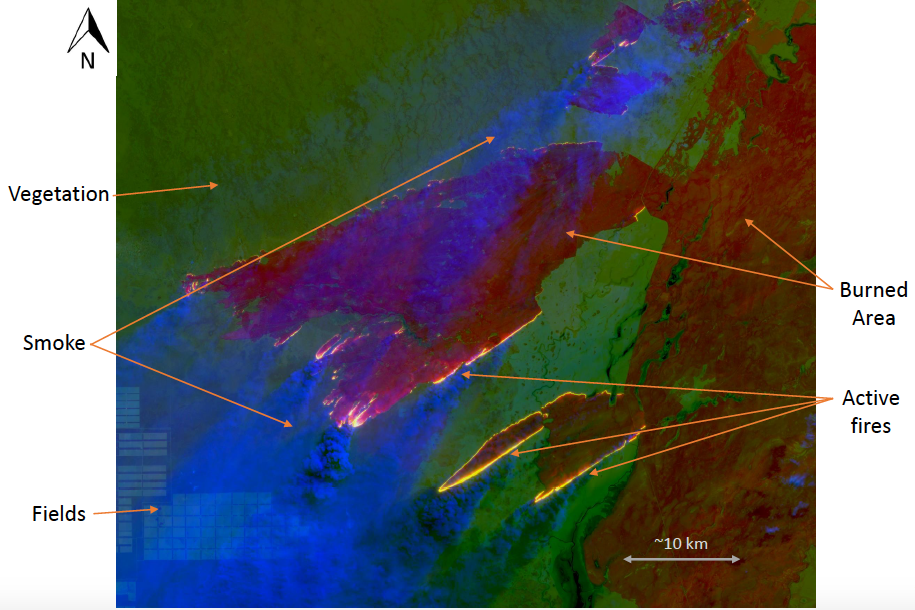 N
Vegetation
Smoke
Fields
Burned
Area
Active
fires
~10 km